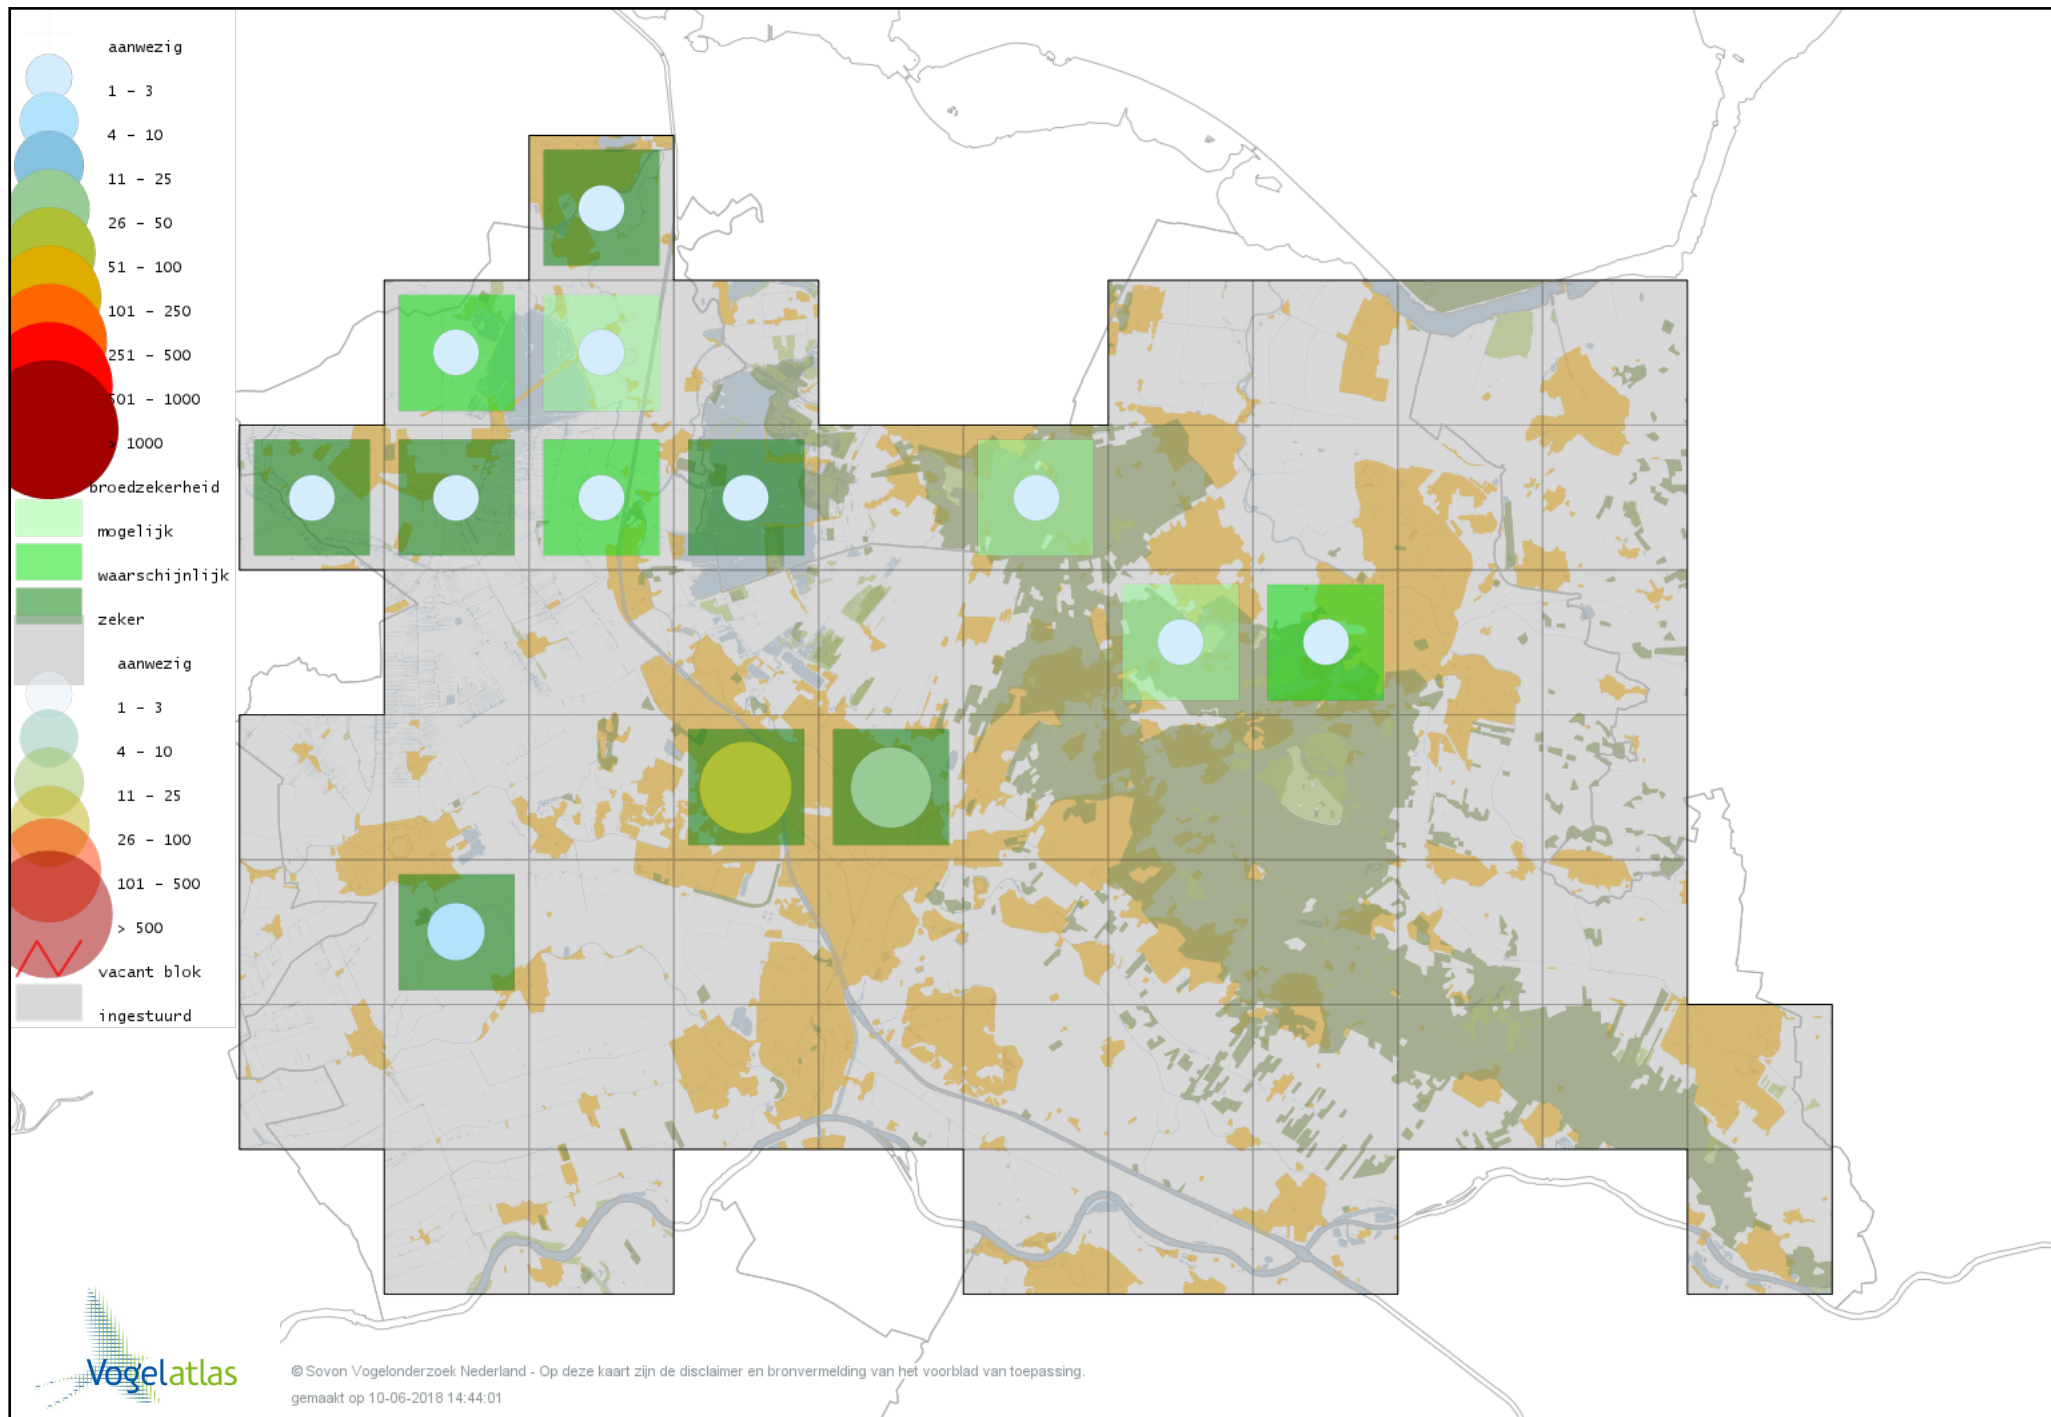 aanwezig
1 - 3
4 - 10
11 - 25
26 - 50
51 - 100
101 - 250
251 - 500
501 - 1000
> 1000
broedzekerheid
mogelijk
waarschijnlijk
zeker
aanwezig
1 - 3
4 - 10
11 - 25
26 - 100
101 - 500
> 500
vacant blok
ingestuurd
Vogelatlas
© Sovon Vogelonderzoek Nederland - Op deze kaart zijn de disclaimer en bronvermelding van het voorblad van toepassing.
gemaakt op 10-06-2018 14:44:01